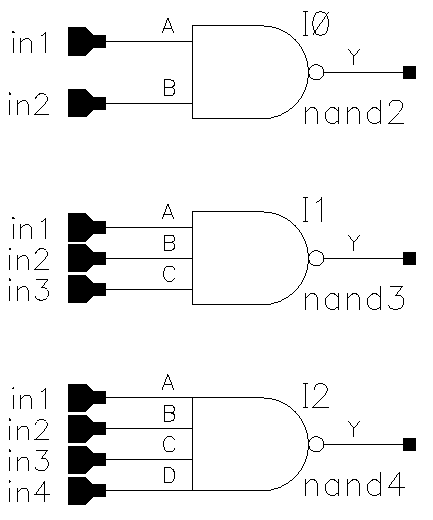 A I0
in1 Y
B
in2 nand2
A I1
in1
B Y
in2
C
in3 nand3
A I2
in1
B
in2 Y
C
in3
D
in4 nand4